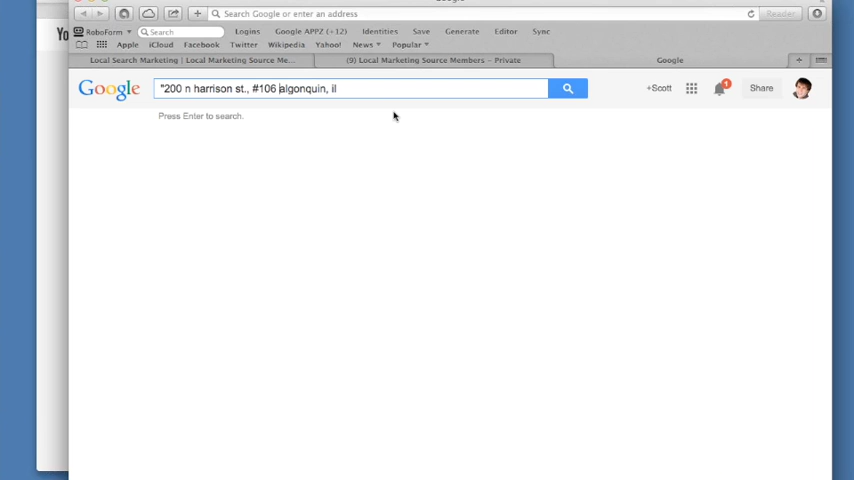 Google
RoboForm Search Logins Google APPZ (+12) Identities Save Generate Editor Sync
Search Google or enter an address Reader
Apple iCloud Facebook Twitter Wikipedia Yahoo! News Popular
Local Search Marketing | Local Marketing Source Me... (9) Local Marketing Source Members – Private Google +
Google "200 n harrison st., #106 algonquin, il +Scott 1 Share
Press Enter to search.